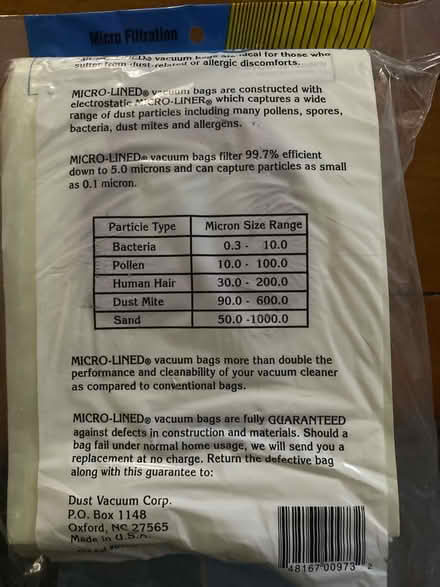 Micro Filtration
vacuum bags are ideal for those who
suffer from dust-related or allergic discomforts.
MICRO-LINED® vacuum bags are constructed with
electrostatic MICRO-LINER® which captures a wide
range of dust particles including many pollens, spores,
bacteria, dust mites and allergens.
MICRO-LINED® vacuum bags filter 99.7% efficient
down to 5.0 microns and can capture particles as small
as 0.1 micron.
Particle Type Micron Size Range
Bacteria 0.3 - 10.0
Pollen 10.0 - 100.0
Human Hair 30.0 - 200.0
Dust Mite 90.0 - 600.0
Sand 50.0 -1000.0
MICRO-LINED® vacuum bags more than double the
performance and cleanability of your vacuum cleaner
as compared to conventional bags.
MICRO-LINED® vacuum bags are fully GUARANTEED
against defects in construction and materials. Should a
bag fail under normal home usage, we will send you a
replacement at no charge. Return the defective bag
along with this guarantee to:
Dust Vacuum Corp.
P.O. Box 1148
Oxford, NC 27565
Made in U.S.A.
48167 00973 2